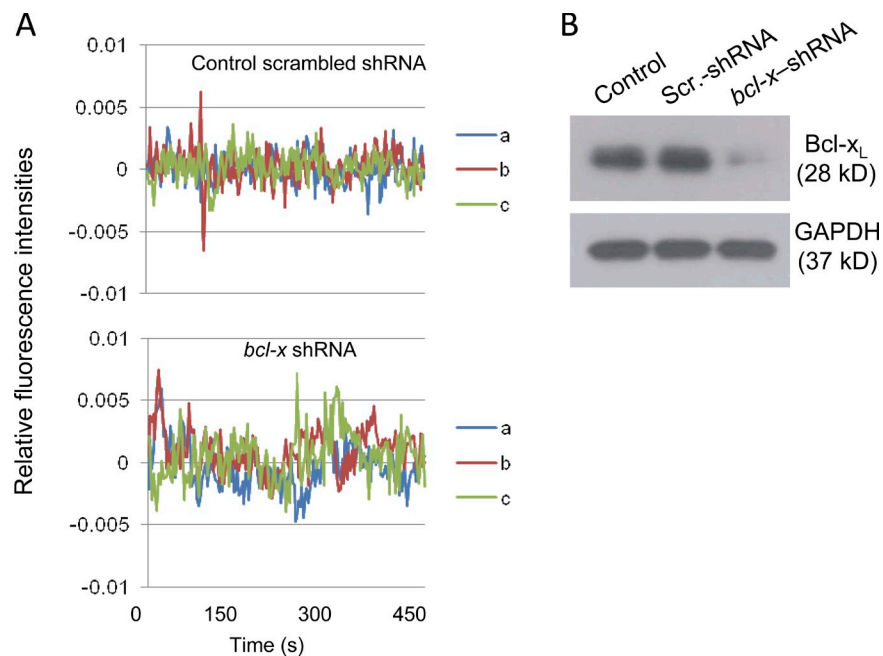 A
Relative fluorescence intensities
0.01
0.005
0
-0.005
-0.01
Control scrambled shRNA
a
b
c
0.01
0.005
0
-0.005
-0.01
bcl-x shRNA
a
b
c
0 150 300 450
Time (s)
B
Control
Scr.-shRNA
bcl-x–shRNA
Bcl-xL
(28 kD)
GAPDH
(37 kD)